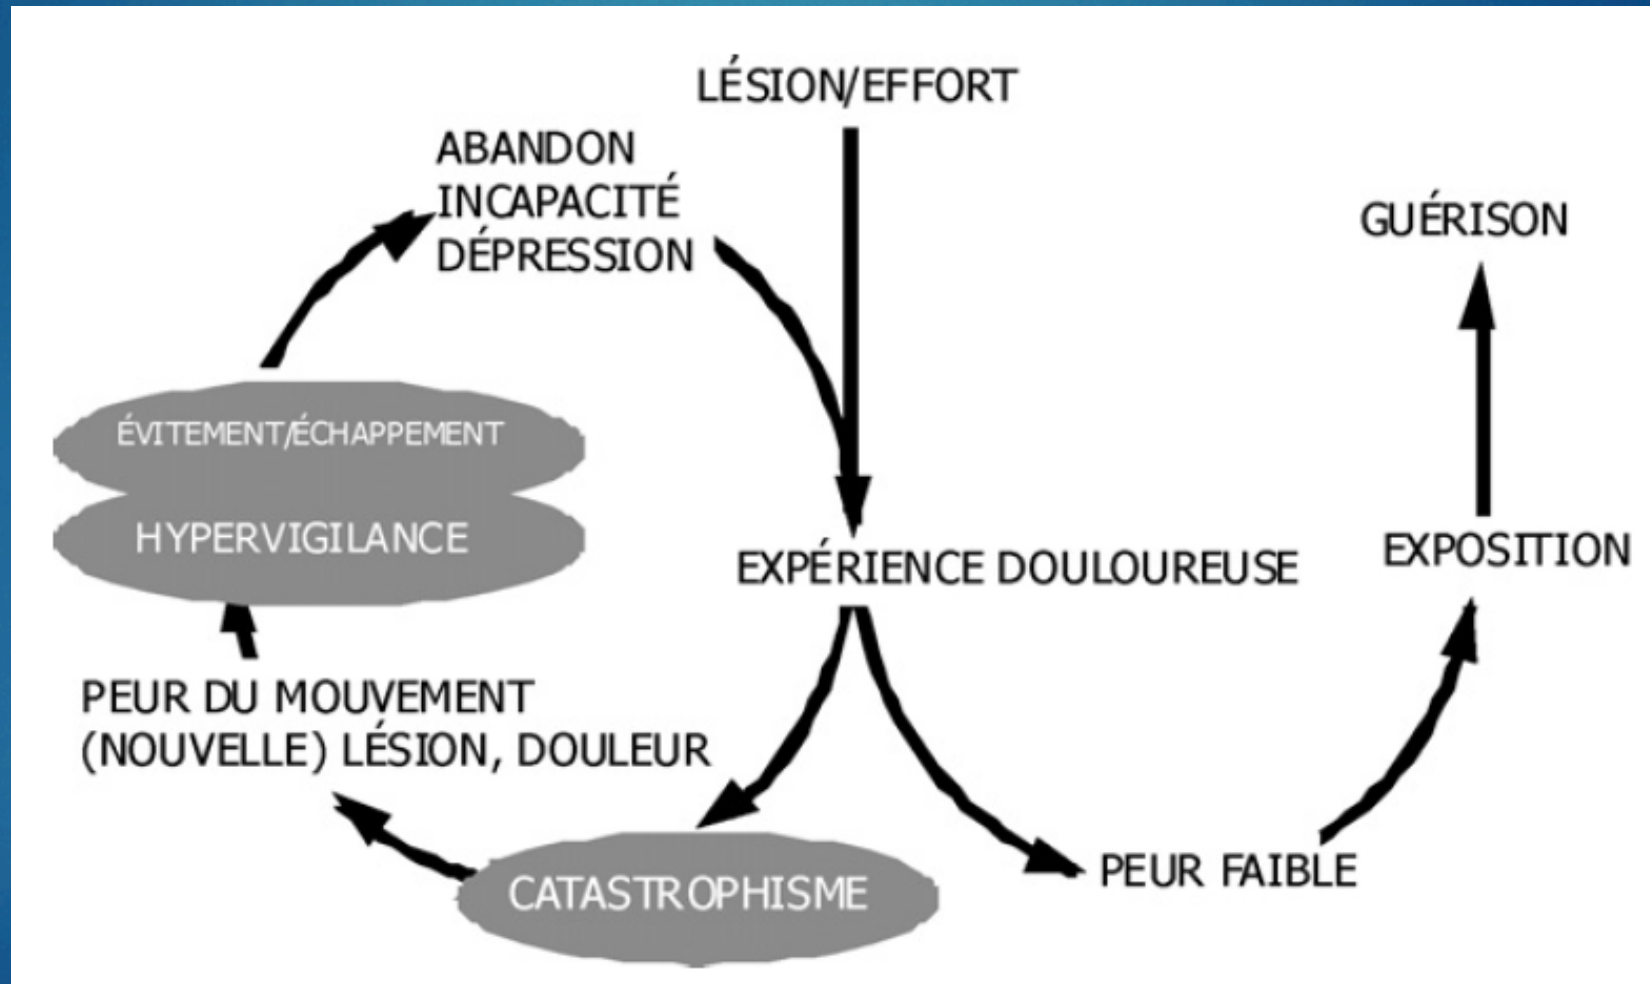 LÉSION/EFFORT
ABANDON
INCAPACITÉ
DÉPRESSION
GUÉRISON
ÉVITEMENT/ÉCHAPPEMENT
HYPERVIGILANCE
EXPÉRIENCE DOULOUREUSE
EXPOSITION
PEUR DU MOUVEMENT
(NOUVELLE) LÉSION, DOULEUR
CATASTROPHISME
PEUR FAIBLE